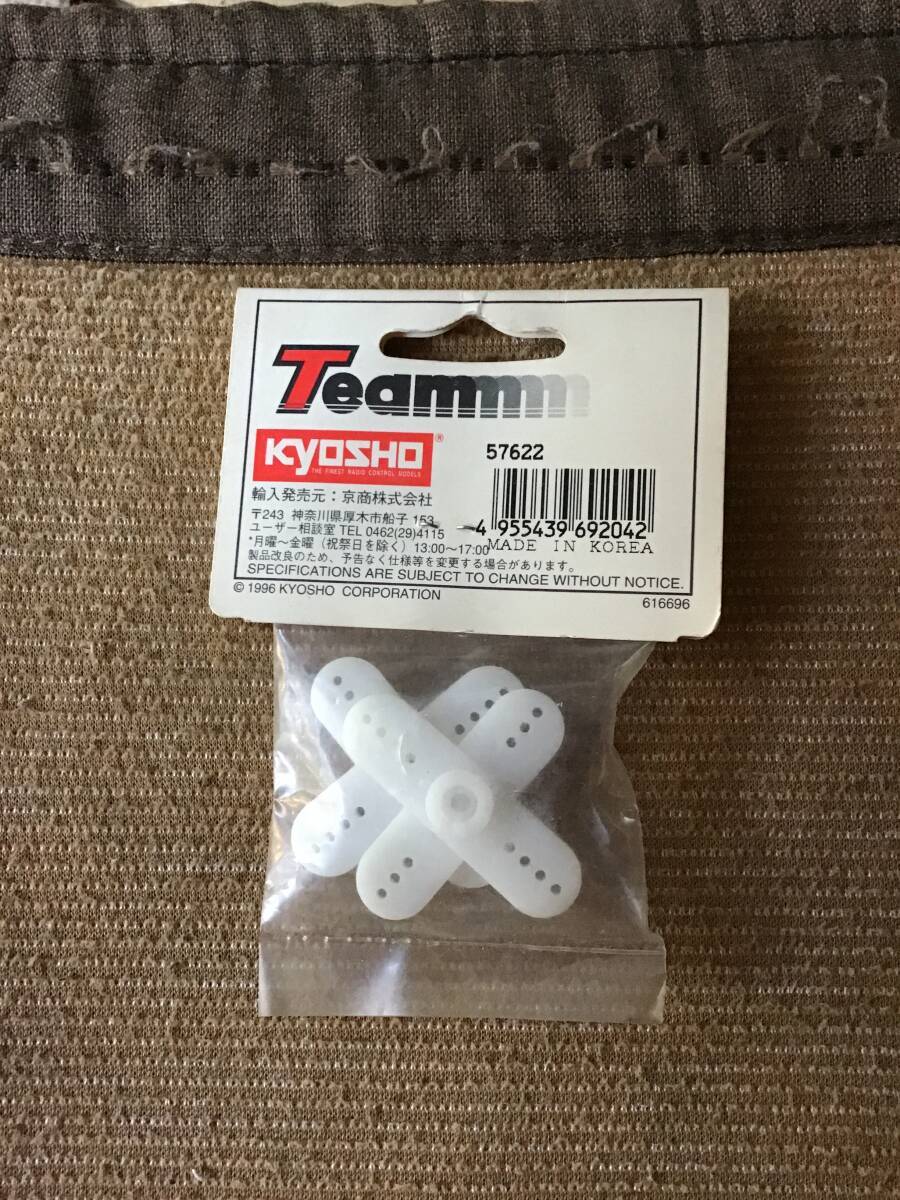 Teammm
KYOSHO®
THE FINEST RADIO CONTROL MODELS
57622
輸入発売元：京商株式会社
〒243 神奈川県厚木市船子 153
ユーザー相談室 TEL 0462(29)4115
*月曜～金曜（祝祭日を除く）13:00～17:00
4 955439 692042
MADE IN KOREA
製品改良のため、予告なく仕様等を変更する場合があります。
SPECIFICATIONS ARE SUBJECT TO CHANGE WITHOUT NOTICE.
© 1996 KYOSHO CORPORATION
616696